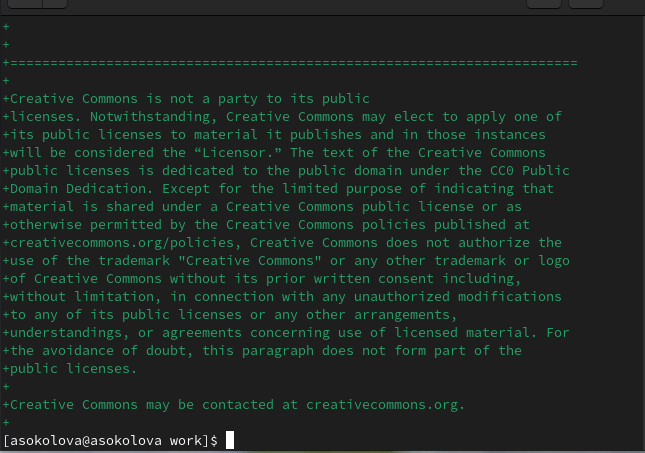 +
+
+=======================================================================
+
+Creative Commons is not a party to its public
+licenses. Notwithstanding, Creative Commons may elect to apply one of
+its public licenses to material it publishes and in those instances
+will be considered the “Licensor.” The text of the Creative Commons
+public licenses is dedicated to the public domain under the CC0 Public
+Domain Dedication. Except for the limited purpose of indicating that
+material is shared under a Creative Commons public license or as
+otherwise permitted by the Creative Commons policies published at
+creativecommons.org/policies, Creative Commons does not authorize the
+use of the trademark "Creative Commons" or any other trademark or logo
+of Creative Commons without its prior written consent including,
+without limitation, in connection with any unauthorized modifications
+to any of its public licenses or any other arrangements,
+understandings, or agreements concerning use of licensed material. For
+the avoidance of doubt, this paragraph does not form part of the
+public licenses.
+
+Creative Commons may be contacted at creativecommons.org.
+
[asokolova@asokolova work]$